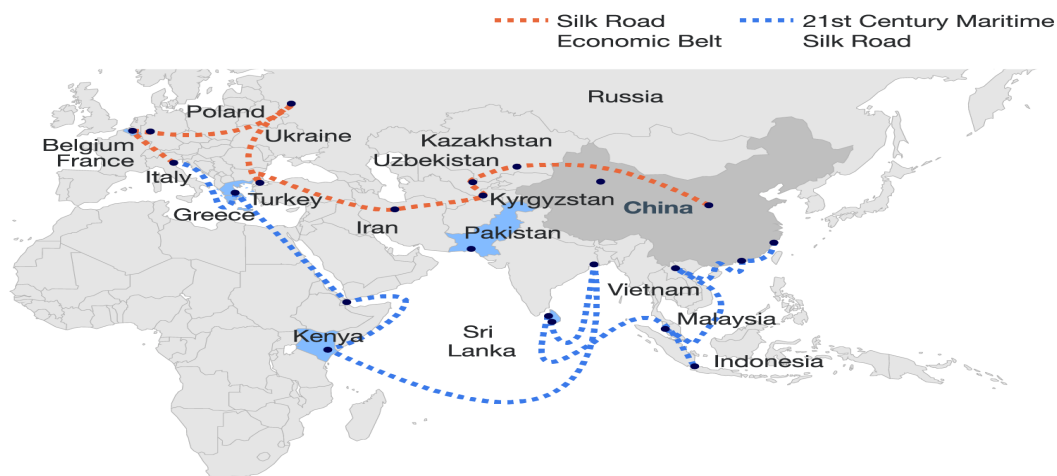 Silk Road
Economic Belt
21st Century Maritime
Silk Road
Russia
Poland
Ukraine
Kazakhstan
Belgium
France
Uzbekistan
Italy
Turkey
Kyrgyzstan
China
Greece
Iran
Pakistan
Vietnam
Malaysia
Kenya
Sri
Lanka
Indonesia